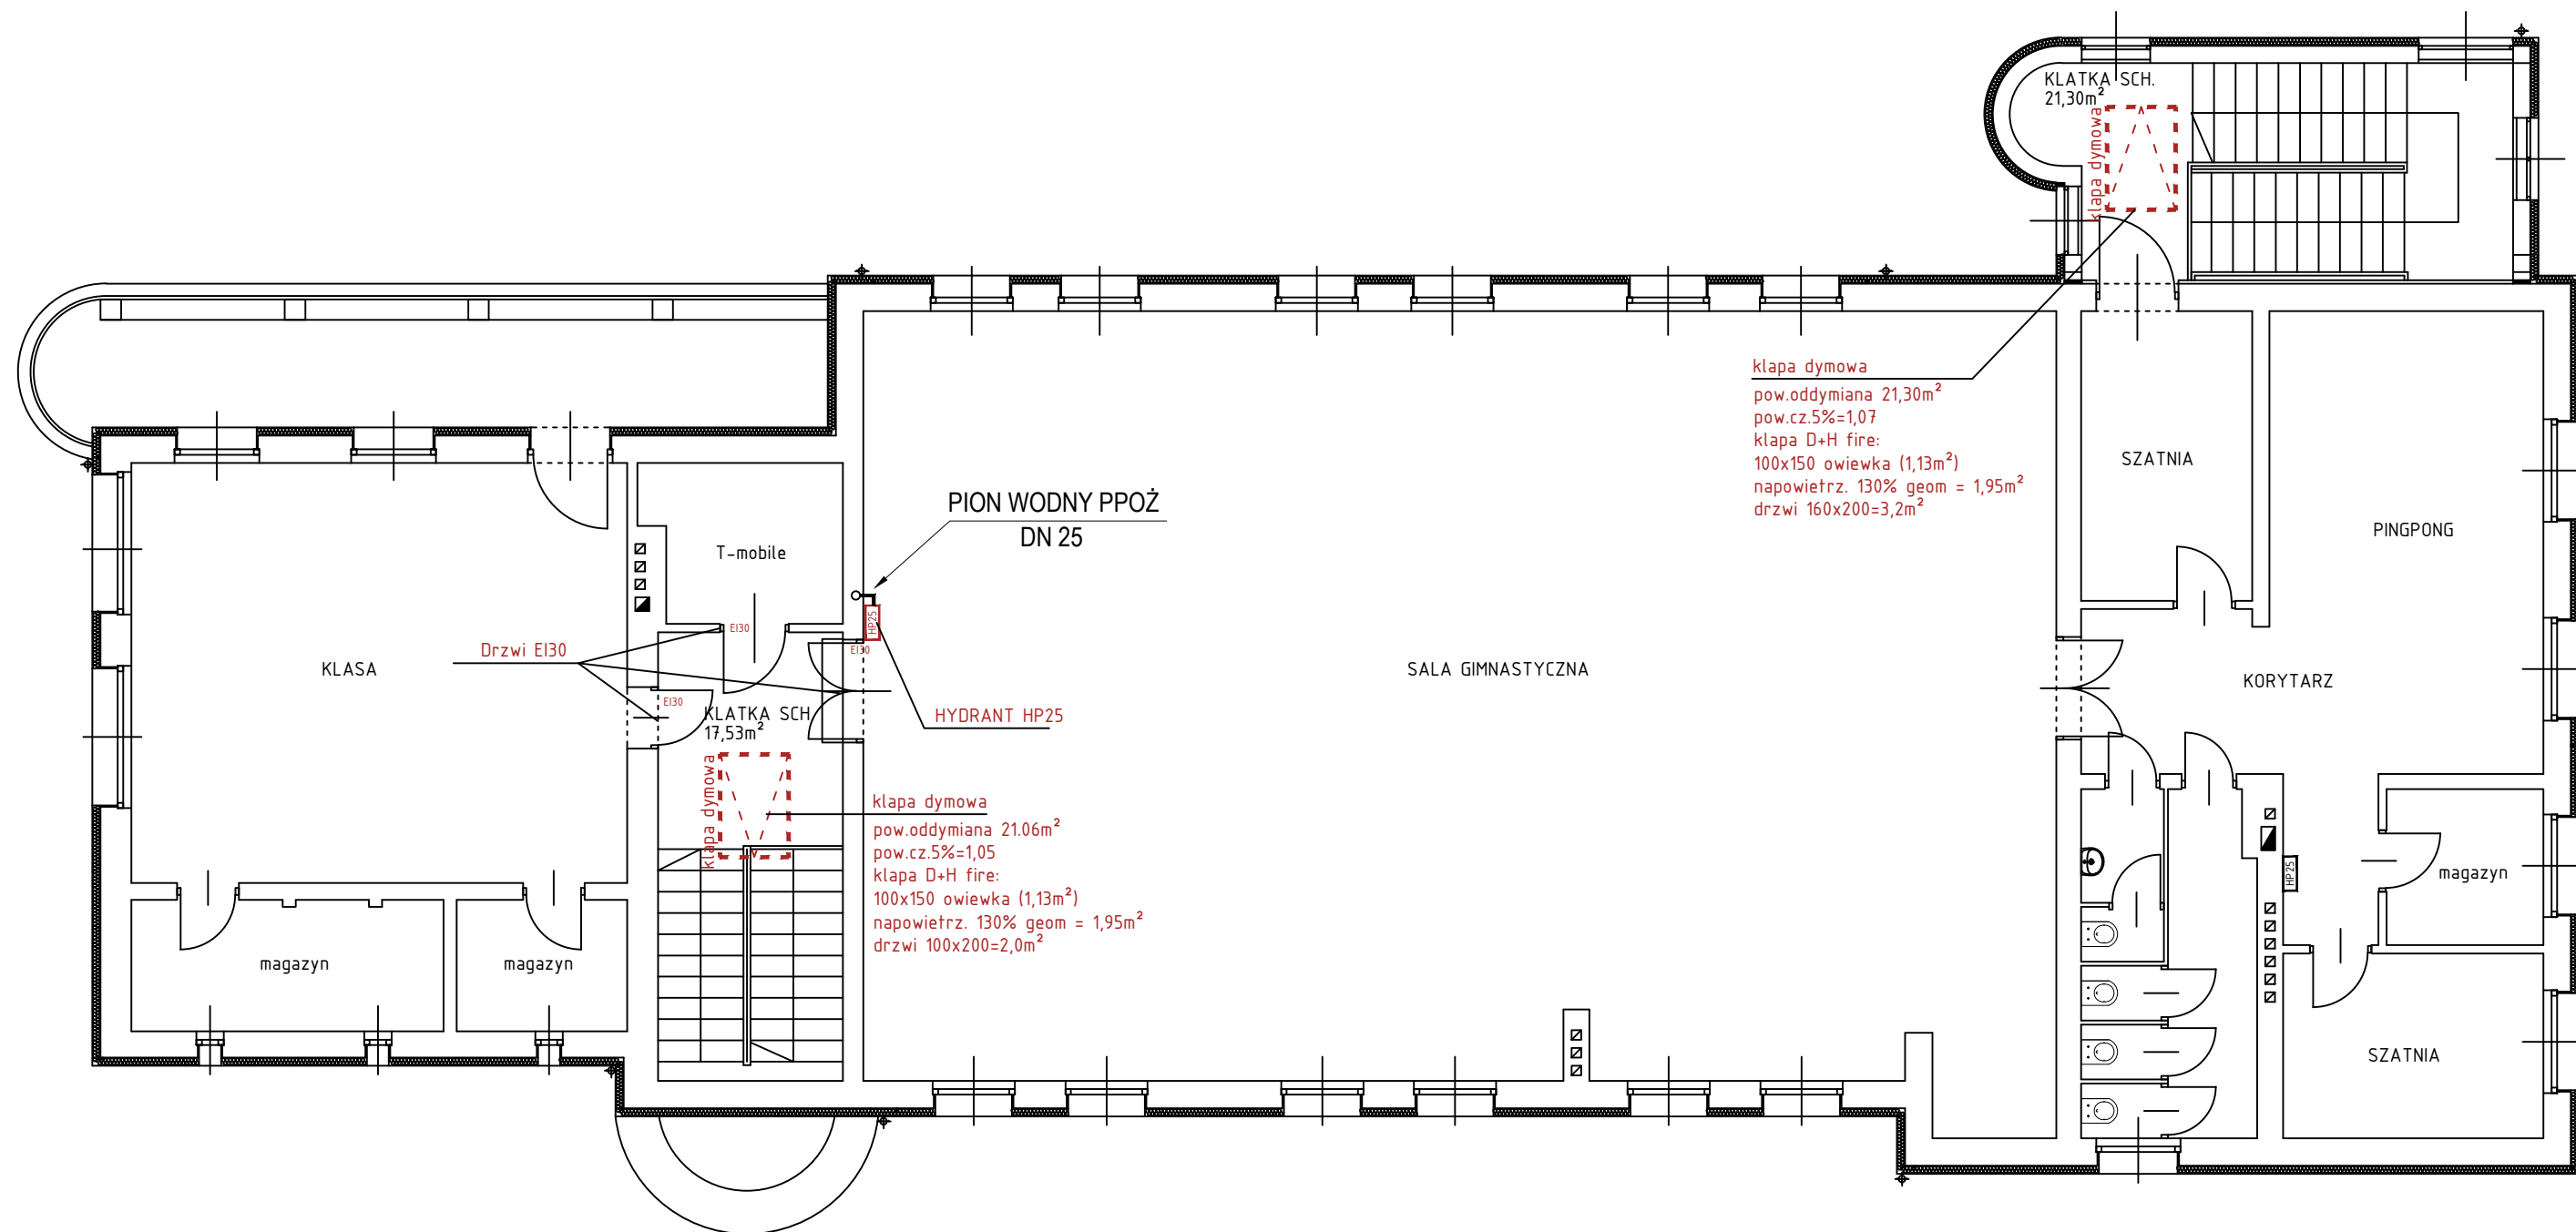 KLATKA SCH.
21,30m²
klapa dymowa
klapa dymowa
pow.oddymiana 21,30m²
pow.cz.5%=1,07
klapa D+H fire:
100x150 owiewka (1,13m²)
napowietrz. 130% geom = 1,95m²
drzwi 160x200=3,2m²
SZATNIA
PINGPONG
PION WODNY PPOŻ
DN 25
T-mobile
HP25
EI30
EI30
Drzwi EI30
KLASA
SALA GIMNASTYCZNA
KORYTARZ
EI30
KLATKA SCH
17,53m²
HYDRANT HP25
klapa dymowa
klapa dymowa
pow.oddymiana 21.06m²
pow.cz.5%=1,05
klapa D+H fire:
100x150 owiewka (1,13m²)
napowietrz. 130% geom = 1,95m²
drzwi 100x200=2,0m²
HP25
magazyn
magazyn
magazyn
SZATNIA